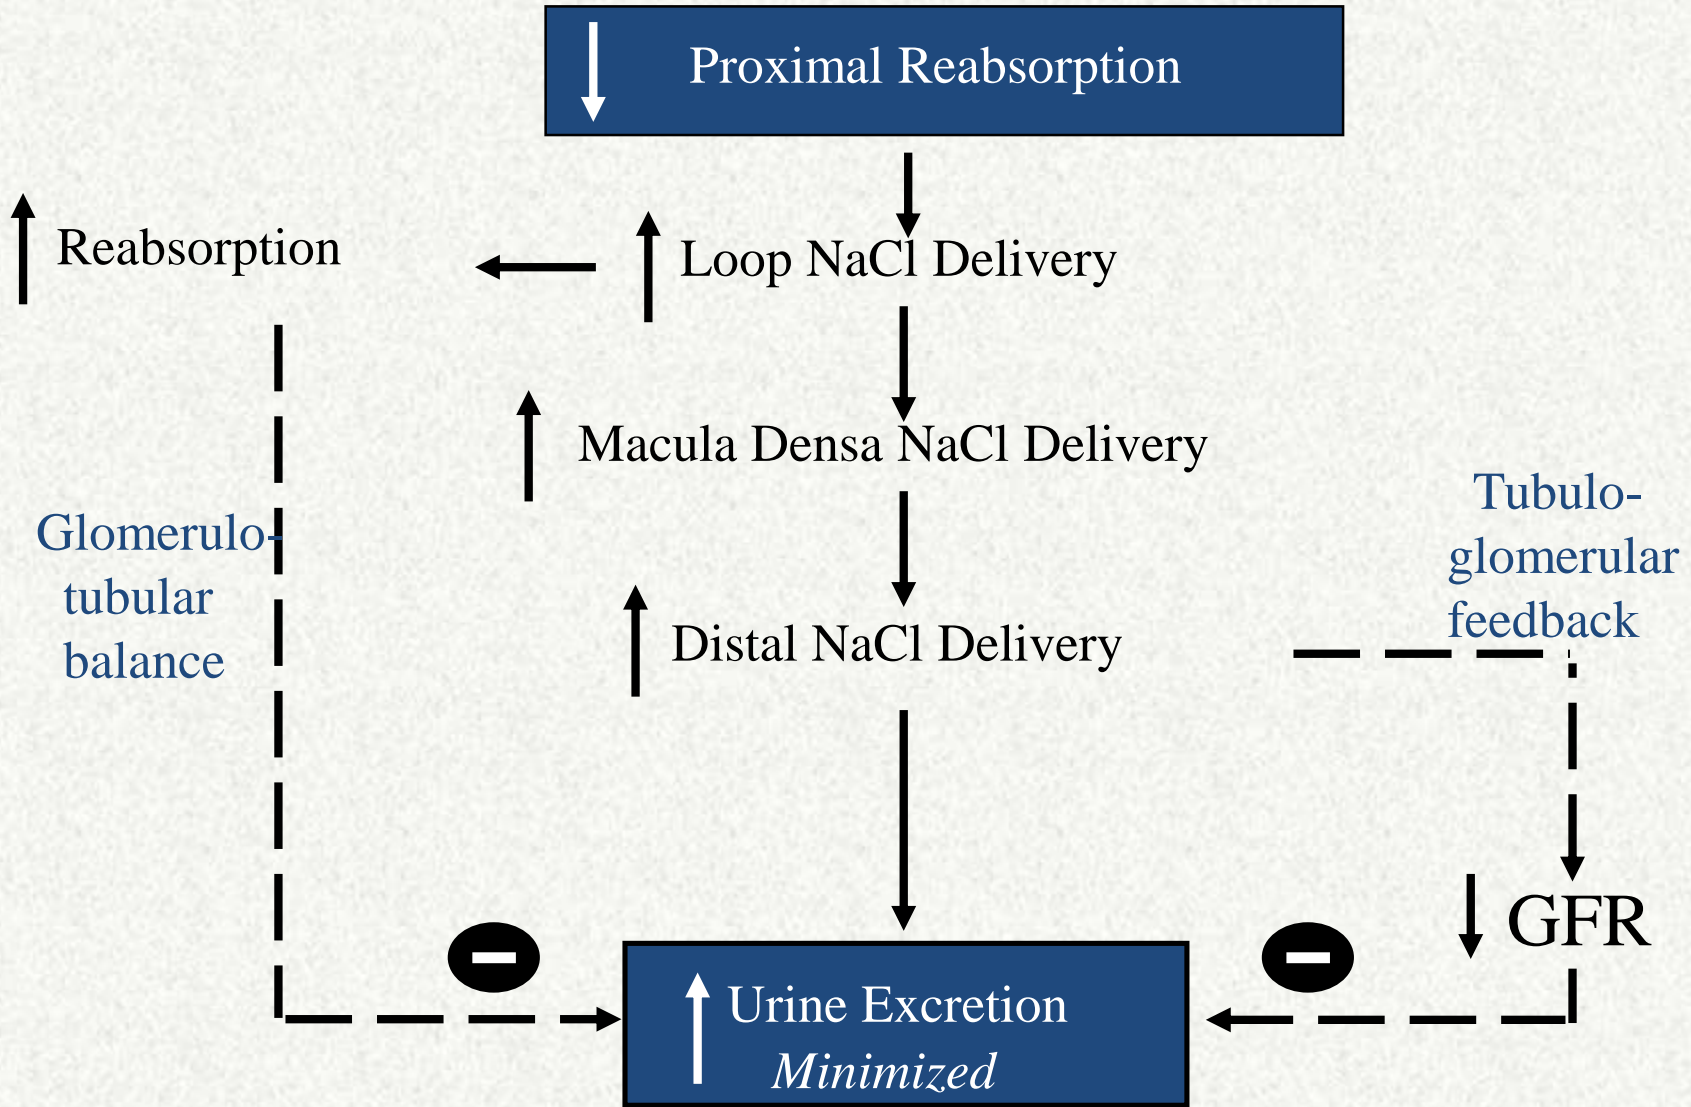 Proximal Reabsorption
Reabsorption
Loop NaCl Delivery
Macula Densa NaCl Delivery
Glomerulo-
tubular
balance
Tubulo-
glomerular
feedback
Distal NaCl Delivery
GFR
Urine Excretion
Minimized